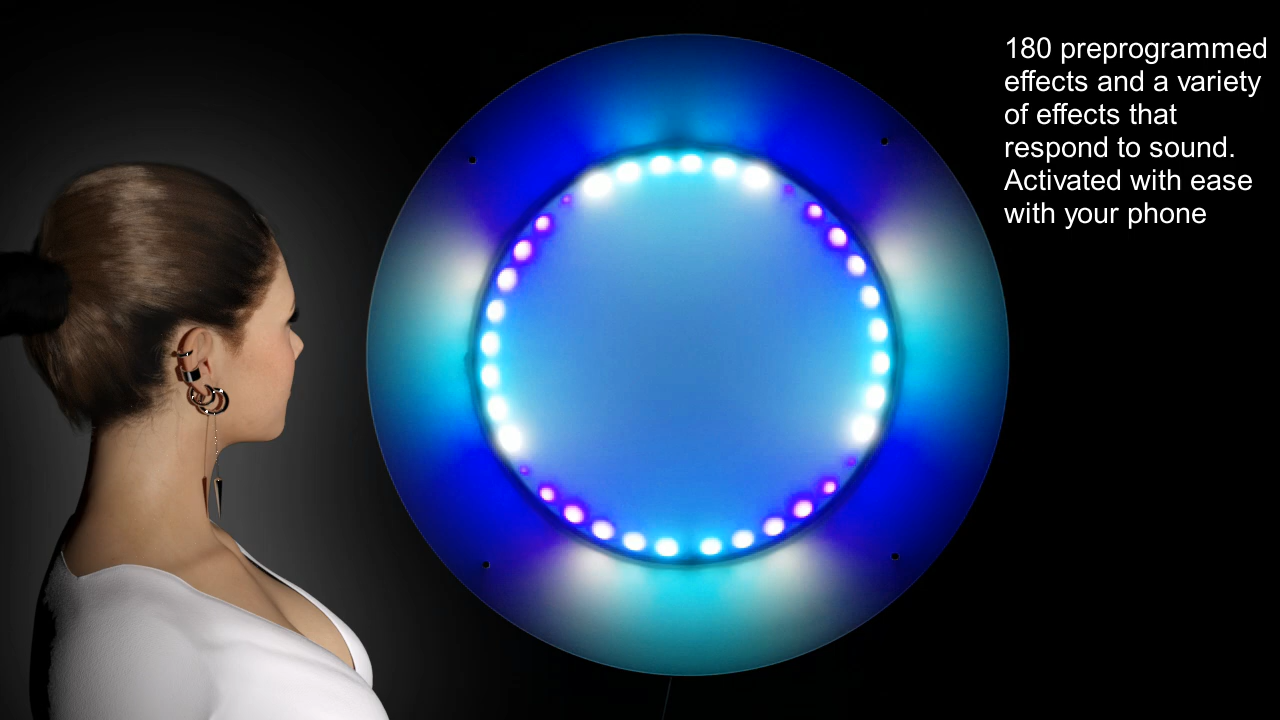 180 preprogrammed
effects and a variety
of effects that
respond to sound.
Activated with ease
with your phone